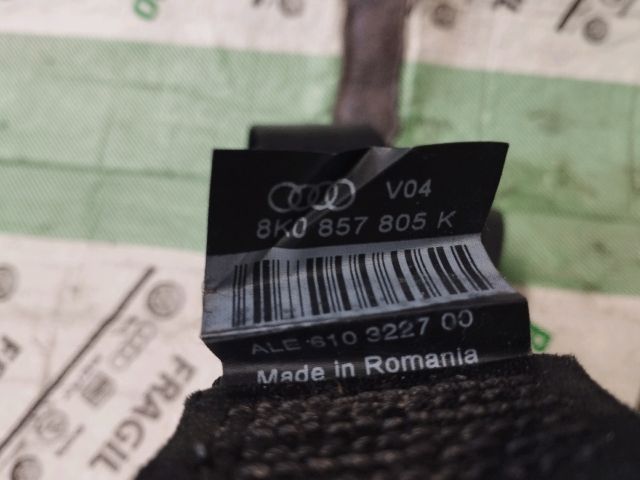 V04
8K0 857 805 K
ALE 610 3227 00
Made in Romania
FRAGIL